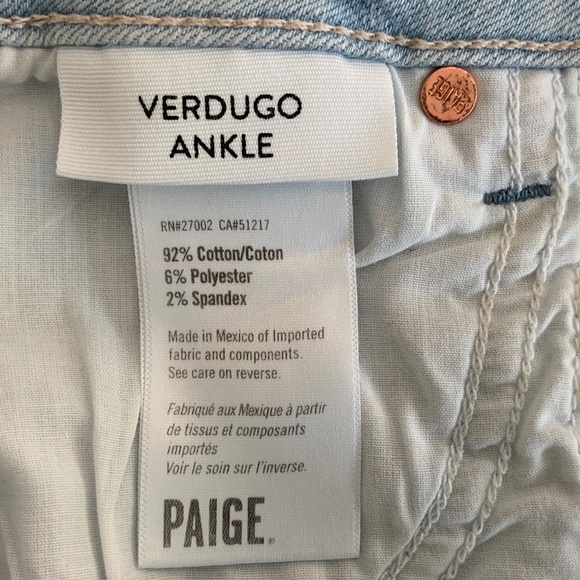 VERDUGO
ANKLE
RN#27002 CA#51217
92% Cotton/Coton
6% Polyester
2% Spandex
Made in Mexico of Imported
fabric and components.
See care on reverse.
Fabriqué aux Mexique à partir
de tissus et composants
importés
Voir le soin sur l'inverse.
PAIGE®
PAIGE